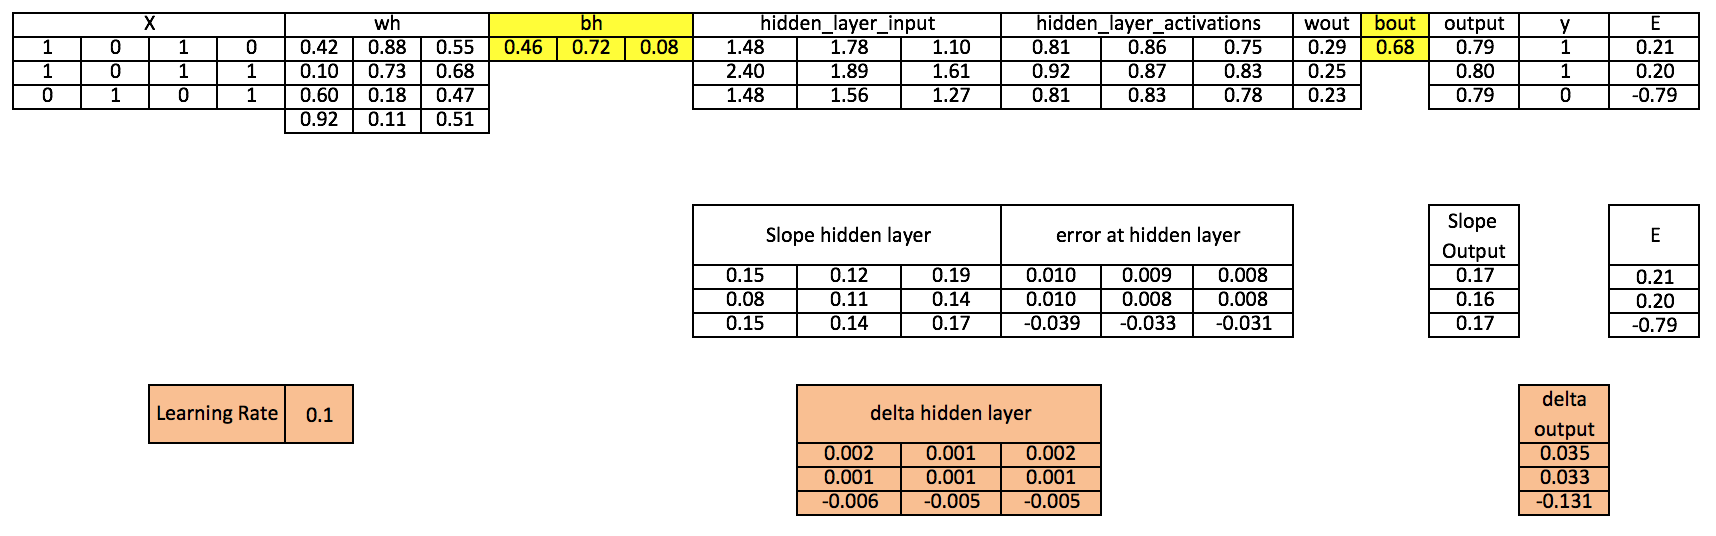 X wh bh hidden_layer_input hidden_layer_activations wout bout output y E
1 0 1 0 0.42 0.88 0.55 0.46 0.72 0.08 1.48 1.78 1.10 0.81 0.86 0.75 0.29 0.68 0.79 1 0.21
1 0 1 1 0.10 0.73 0.68 2.40 1.89 1.61 0.92 0.87 0.83 0.25 0.80 1 0.20
0 1 0 1 0.60 0.18 0.47 1.48 1.56 1.27 0.81 0.83 0.78 0.23 0.79 0 -0.79
0.92 0.11 0.51
Slope hidden layer error at hidden layer Slope
Output E
0.15 0.12 0.19 0.010 0.009 0.008 0.17 0.21
0.08 0.11 0.14 0.010 0.008 0.008 0.16 0.20
0.15 0.14 0.17 -0.039 -0.033 -0.031 0.17 -0.79
Learning Rate 0.1 delta hidden layer delta
output
0.002 0.001 0.002 0.035
0.001 0.001 0.001 0.033
-0.006 -0.005 -0.005 -0.131